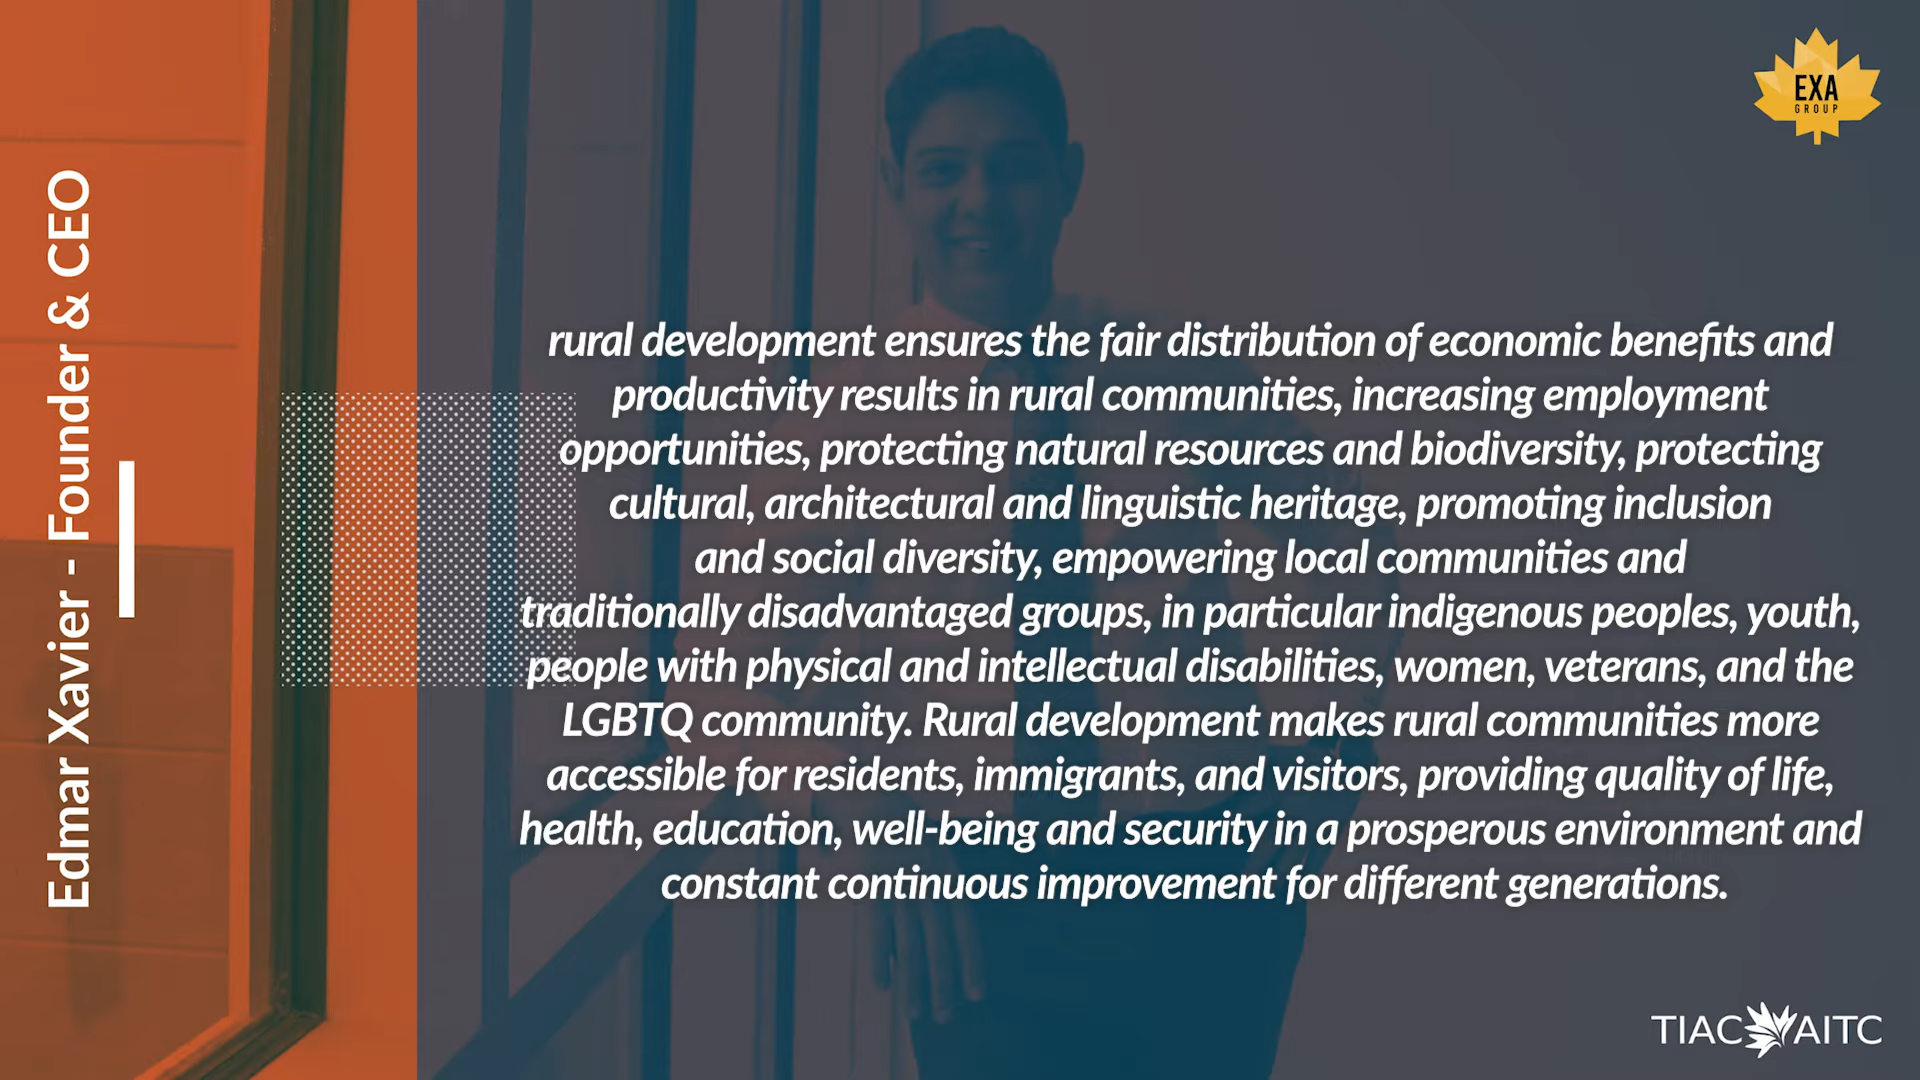 Edmar Xavier - Founder & CEO
EXA
GROUP
rural development ensures the fair distribution of economic benefits and
productivity results in rural communities, increasing employment
opportunities, protecting natural resources and biodiversity, protecting
cultural, architectural and linguistic heritage, promoting inclusion
and social diversity, empowering local communities and
traditionally disadvantaged groups, in particular indigenous peoples, youth,
people with physical and intellectual disabilities, women, veterans, and the
LGBTQ community. Rural development makes rural communities more
accessible for residents, immigrants, and visitors, providing quality of life,
health, education, well-being and security in a prosperous environment and
constant continuous improvement for different generations.
TIAC AITC